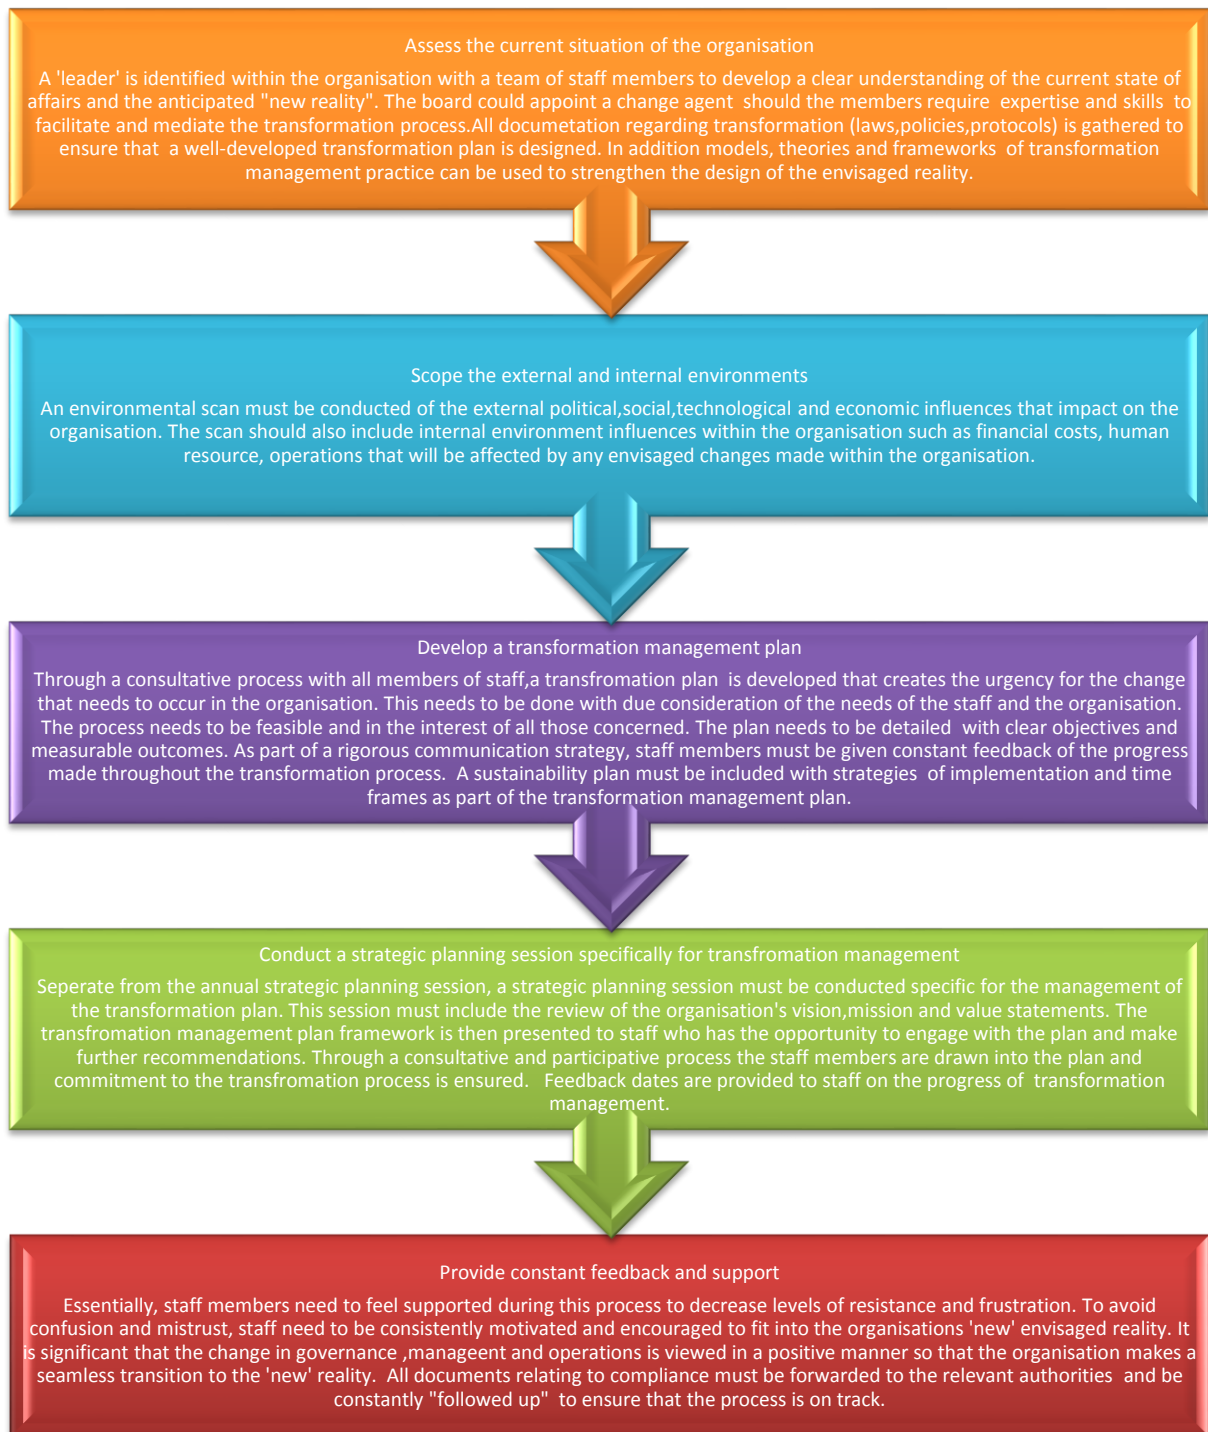 Assess the current situation of the organisation
A 'leader' is identified within the organisation with a team of staff members to develop a clear understanding of the current state of
affairs and the anticipated "new reality". The board could appoint a change agent  should the members require  expertise and skills  to
facilitate and mediate the transformation process.All documetation regarding transformation (laws,policies,protocols) is gathered to
ensure that  a well-developed transformation plan is designed. In addition models, theories and frameworks  of transformation
management practice can be used to strengthen the design of the envisaged reality.
Scope the external and internal environments
An environmental scan must be conducted of the external political,social,technological and economic influences that impact on the
organisation. The scan should also include internal environment influences within the organisation such as financial costs, human
resource, operations that will be affected by any envisaged changes made within the organisation.
Develop a transformation management plan
Through a consultative process with all members of staff,a transfromation plan  is developed that creates the urgency for the change
that needs to occur in the organisation. This needs to be done with due consideration of the needs of the staff and the organisation.
The process needs to be feasible and in the interest of all those concerned. The plan needs to be detailed  with clear objectives and
measurable outcomes. As part of a rigorous communication strategy, staff members must be given constant feedback of the progress
made throughout the transformation process.  A sustainability plan must be included with strategies  of implementation and time
frames as part of the transformation management plan.
Conduct a strategic planning session specifically for transfromation management
Seperate from the annual strategic planning session, a strategic planning session must be conducted specific for the management of
the transformation plan. This session must include the review of the organisation's vision,mission and value statements. The
transfromation management plan framework is then presented to staff who has the opportunity to engage with the plan and make
further recommendations. Through a consultative and participative process the staff members are drawn into the plan and
commitment to the transfromation process is ensured.   Feedback dates are provided to staff on the progress of  transformation
management.
Provide constant feedback and support
Essentially, staff members need to feel supported during this process to decrease levels of resistance and frustration. To avoid
confusion and mistrust, staff need to be consistently motivated and encouraged to fit into the organisations 'new' envisaged reality. It
is significant that the change in governance ,manageent and operations is viewed in a positive manner so that the organisation makes a
seamless transition to the 'new' reality.  All documents relating to compliance must be forwarded to the relevant authorities  and be
constantly "followed up"  to ensure that the process is on track.